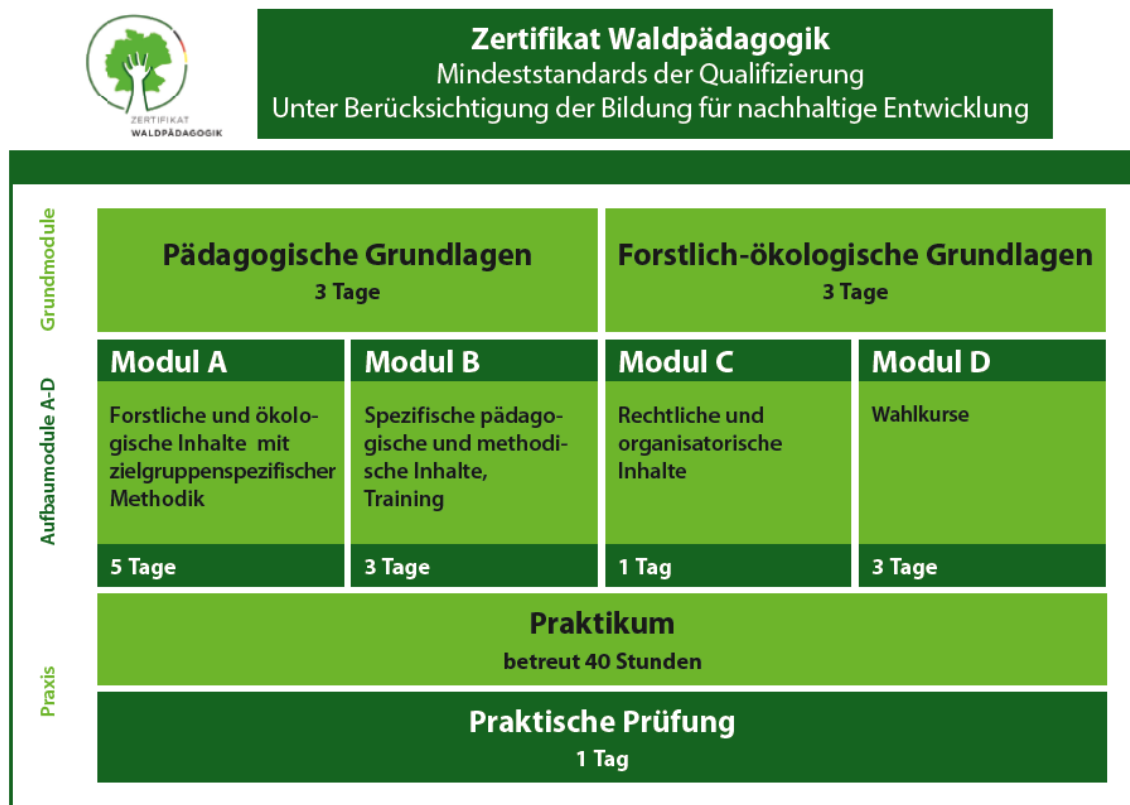 ZERTIFIKAT
WALDPÄDAGOGIK
Zertifikat Waldpädagogik
Mindeststandards der Qualifizierung
Unter Berücksichtigung der Bildung für nachhaltige Entwicklung
Grundmodule
Pädagogische Grundlagen
3 Tage
Forstlich-ökologische Grundlagen
3 Tage
Aufbaumodule A-D
Modul A
Forstliche und ökolo-
gische Inhalte mit
zielgruppenspezifischer
Methodik
5 Tage
Modul B
Spezifische pädago-
gische und methodi-
sche Inhalte,
Training
3 Tage
Modul C
Rechtliche und
organisatorische
Inhalte
1 Tag
Modul D
Wahlkurse
3 Tage
Praxis
Praktikum
betreut 40 Stunden
Praktische Prüfung
1 Tag